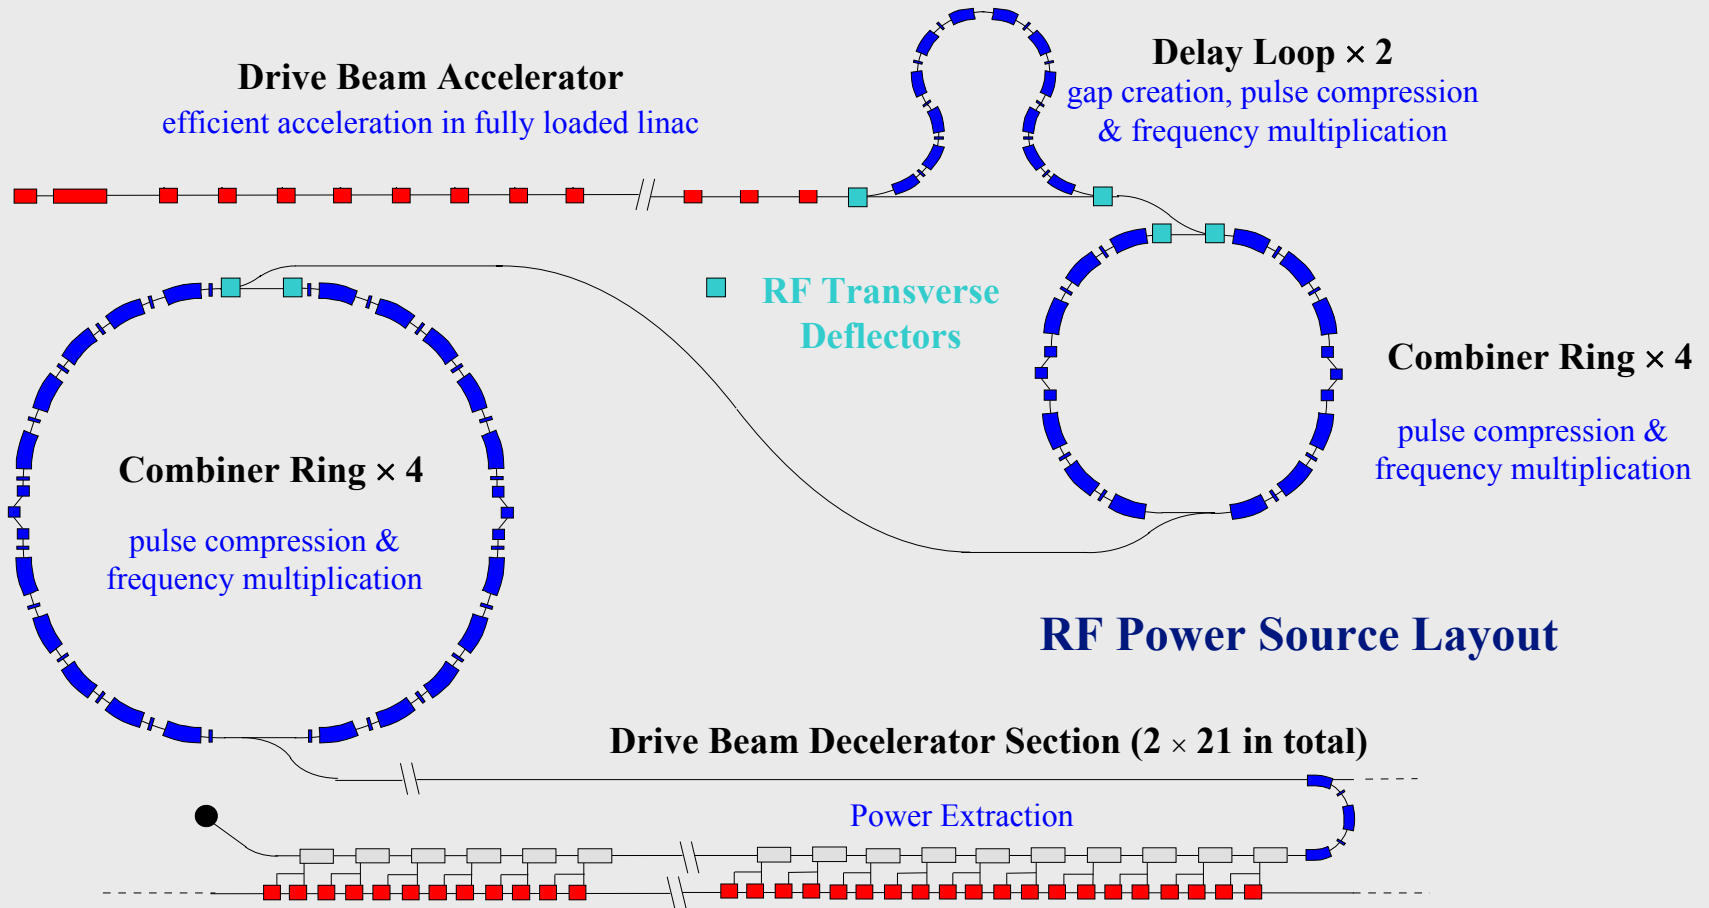 Drive Beam Accelerator
efficient acceleration in fully loaded linac
Delay Loop × 2
gap creation, pulse compression
& frequency multiplication
RF Transverse
Deflectors
Combiner Ring × 4
pulse compression &
frequency multiplication
Combiner Ring × 4
pulse compression &
frequency multiplication
RF Power Source Layout
Drive Beam Decelerator Section (2 × 21 in total)
Power Extraction